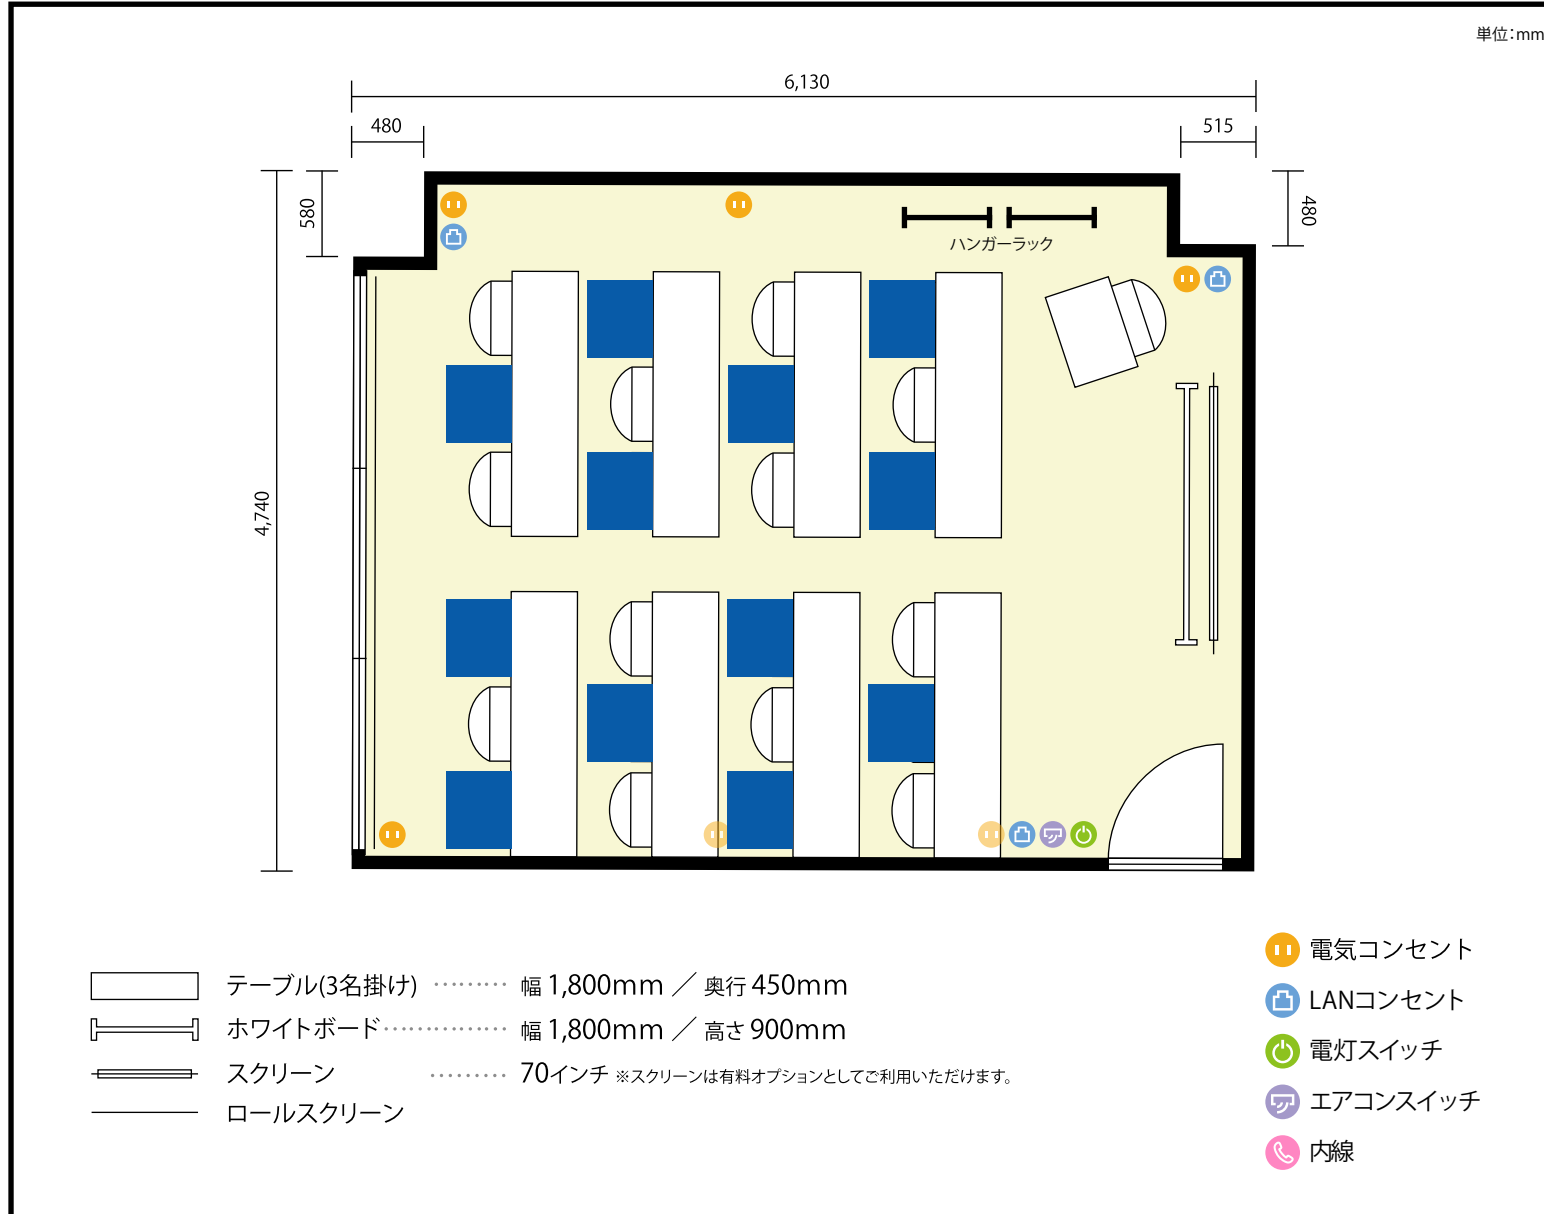 単位：mm
6,130
480
515
580
480
4,740
ハンガーラック
テーブル(3名掛け) ········· 幅 1,800mm ／ 奥行 450mm
ホワイトボード··············· 幅 1,800mm ／ 高さ 900mm
スクリーン ········· 70インチ ※スクリーンは有料オプションとしてご利用いただけます。
ロールスクリーン
電気コンセント
LANコンセント
電灯スイッチ
エアコンスイッチ
内線